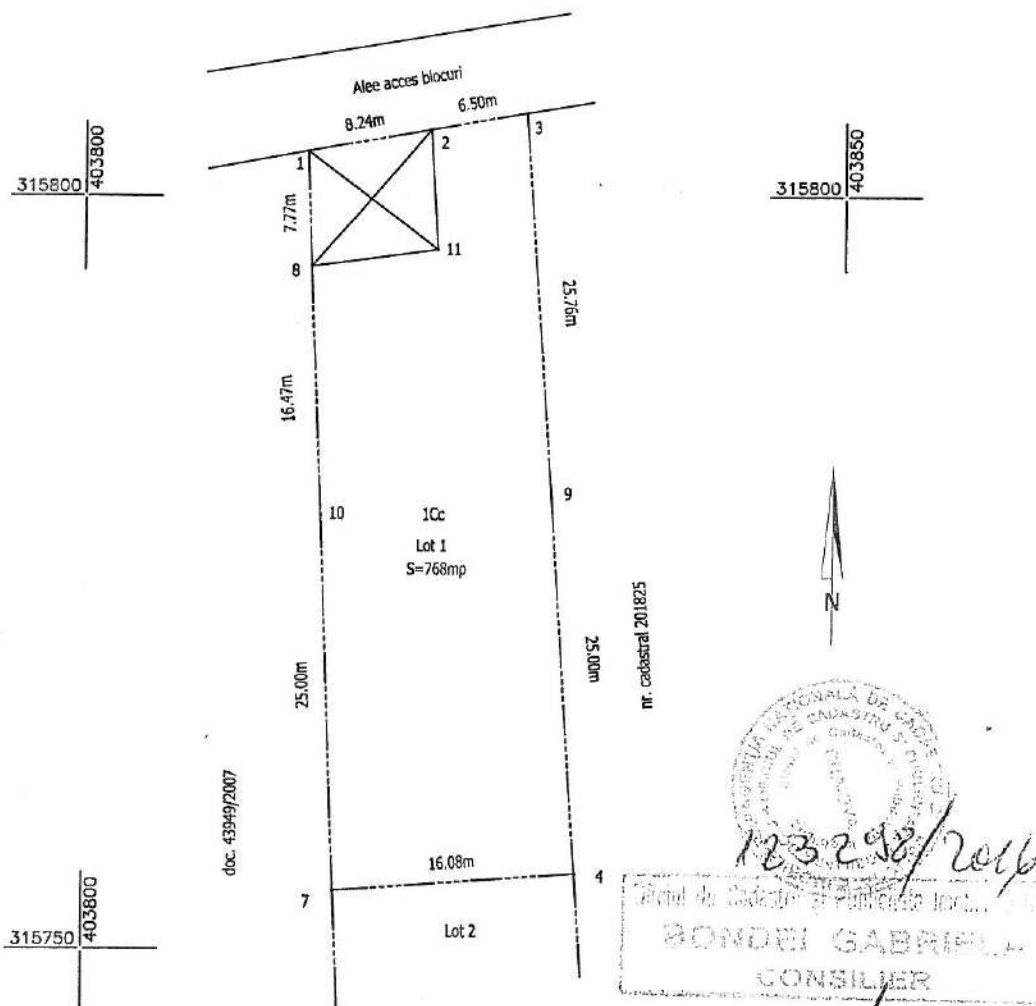 Alee acces blocuri
8.24m
6.50m
1
2
3
315800
403800
315800
403850
7.77m
8
11
25.76m
16.47m
10
1Cc
9
Lot 1
S=768mp
N
25.00m
25.00m
nr. cadastral 201825
doc. 43949/2007
16.08m
7
4
Lot 2
315750
403800
/2016
BONDEI GABRIELA
CONSILIER